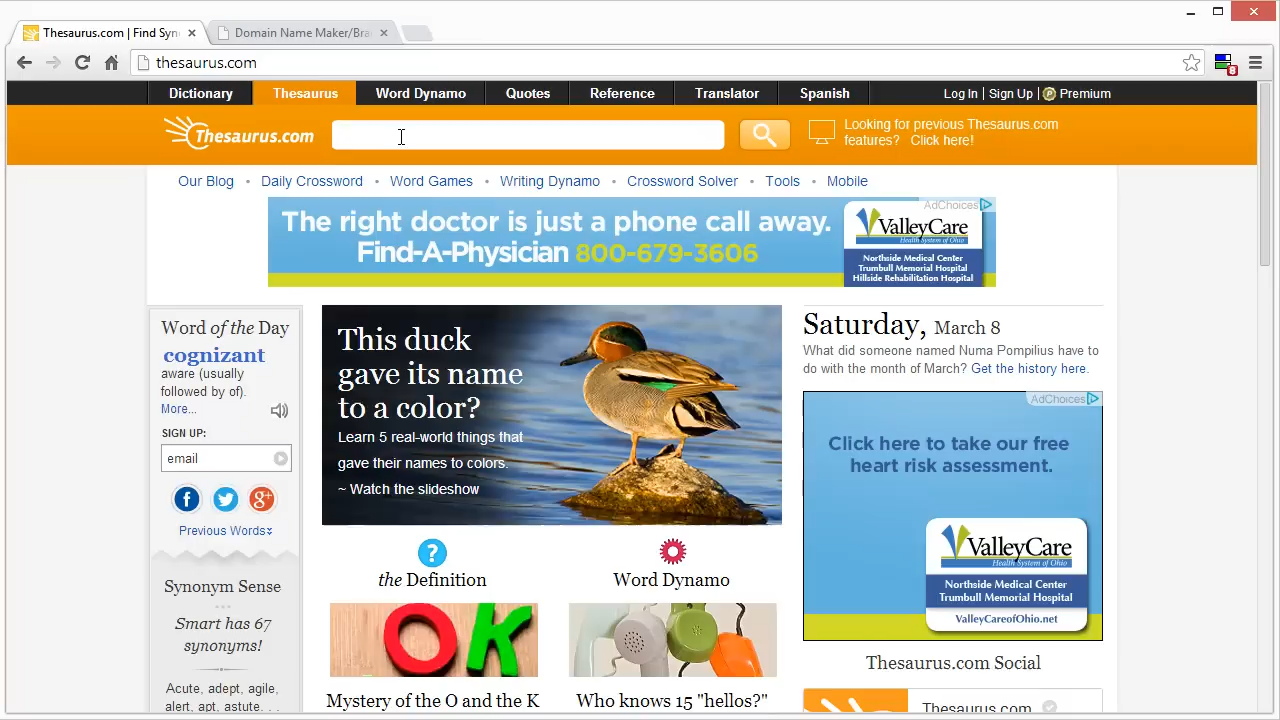 Thesaurus.com | Find Syn
Domain Name Maker/Bra
thesaurus.com
8
Dictionary
Thesaurus
Word Dynamo
Quotes
Reference
Translator
Spanish
Log In | Sign Up | P Premium
Thesaurus.com
Looking for previous Thesaurus.com
features? Click here!
Our Blog • Daily Crossword • Word Games • Writing Dynamo • Crossword Solver • Tools • Mobile
AdChoices
The right doctor is just a phone call away.
Find-A-Physician 800-679-3606
ValleyCare
Health System of Ohio
Northside Medical Center
Trumbull Memorial Hospital
Hillside Rehabilitation Hospital
Word of the Day
cognizant
aware (usually
followed by of).
More...
SIGN UP:
email
Previous Words
Synonym Sense
Smart has 67
synonyms!
Acute, adept, agile,
alert, apt, astute, . .
This duck
gave its name
to a color?
Learn 5 real-world things that
gave their names to colors.
~ Watch the slideshow
?
the Definition
OK
Mystery of the O and the K
Word Dynamo
Who knows 15 "hellos?"
Saturday, March 8
What did someone named Numa Pompilius have to
do with the month of March? Get the history here.
AdChoices
Click here to take our free
heart risk assessment.
ValleyCare
Health System of Ohio
Northside Medical Center
Trumbull Memorial Hospital
ValleyCareofOhio.net
Thesaurus.com Social
Thesaurus.com